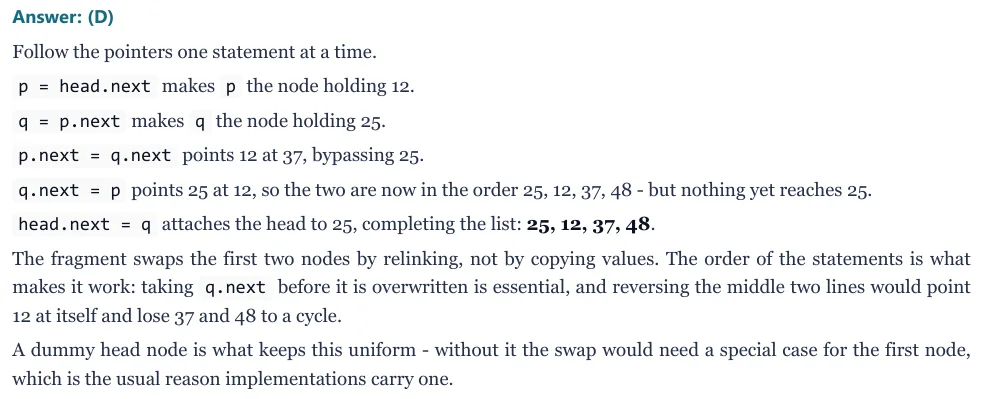 Answer: (D)
Follow the pointers one statement at a time.
p = head.next makes p the node holding 12.
q = p.next makes q the node holding 25.
p.next = q.next points 12 at 37, bypassing 25.
q.next = p points 25 at 12, so the two are now in the order 25, 12, 37, 48 - but nothing yet reaches 25.
head.next = q attaches the head to 25, completing the list: 25, 12, 37, 48.
The fragment swaps the first two nodes by relinking, not by copying values. The order of the statements is what
makes it work: taking q.next before it is overwritten is essential, and reversing the middle two lines would point
12 at itself and lose 37 and 48 to a cycle.
A dummy head node is what keeps this uniform - without it the swap would need a special case for the first node,
which is the usual reason implementations carry one.